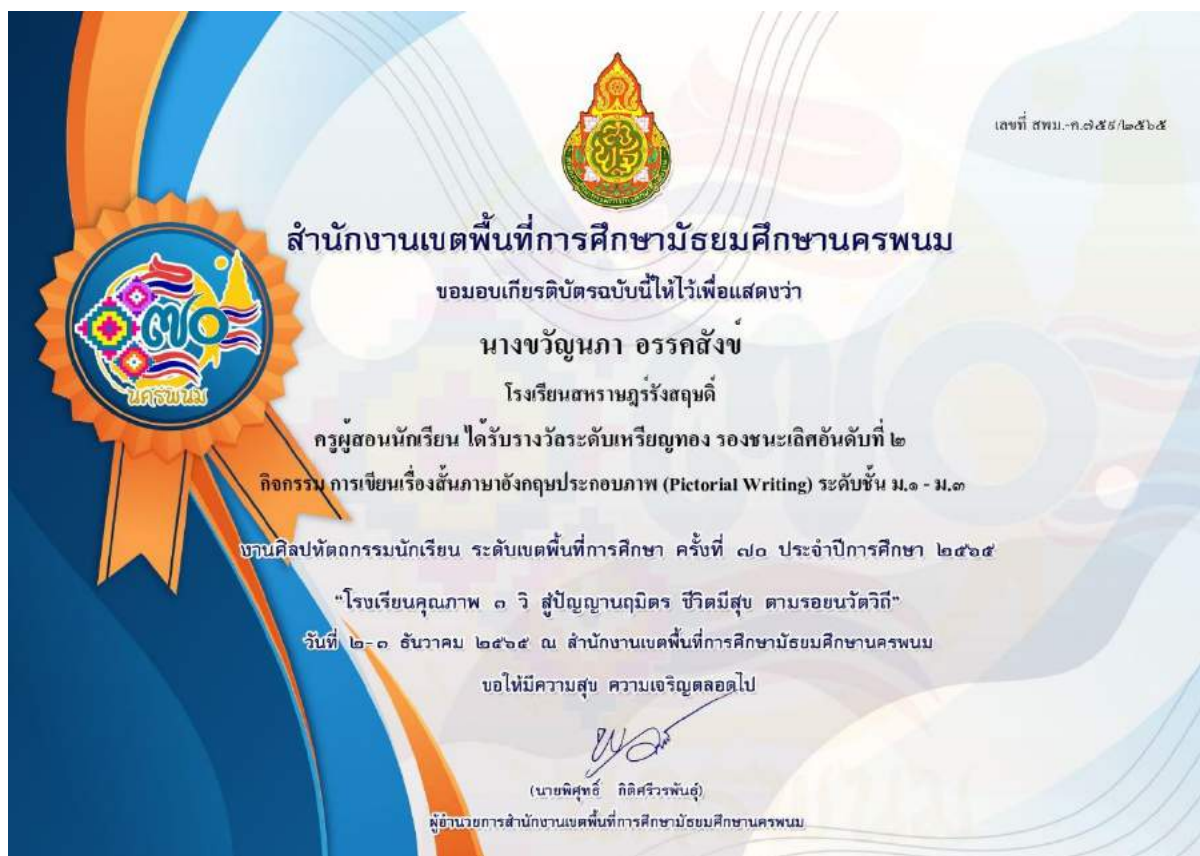 เลขที่ สพม.-ค.๗๕๙/๒๕๖๕
สำนักงานเขตพื้นที่การศึกษามัธยมศึกษานครพนม
ขอมอบเกียรติบัตรฉบับนี้ให้ไว้เพื่อแสดงว่า
นางขวัญนภา อรรคสังข์
โรงเรียนสหราษฎร์รังสฤษดิ์
ครูผู้สอนนักเรียน ได้รับรางวัลระดับเหรียญทอง รองชนะเลิศอันดับที่ ๒
กิจกรรม การเขียนเรื่องสั้นภาษาอังกฤษประกอบภาพ (Pictorial Writing) ระดับชั้น ม.๑ - ม.๓
๗๐
นครพนม
งานศิลปหัตถกรรมนักเรียน ระดับเขตพื้นที่การศึกษา ครั้งที่ ๗๐ ประจำปีการศึกษา ๒๕๖๕
“โรงเรียนคุณภาพ ๓ วิ สู่ปัญญานฤมิตร ชีวิตมีสุข ตามรอยนวัตวิถี”
วันที่ ๒-๓ ธันวาคม ๒๕๖๕ ณ สำนักงานเขตพื้นที่การศึกษามัธยมศึกษานครพนม
ขอให้มีความสุข ความเจริญตลอดไป
(นายพิศุทธิ์ กิติศรีวรพันธุ์)
ผู้อำนวยการสำนักงานเขตพื้นที่การศึกษามัธยมศึกษานครพนม